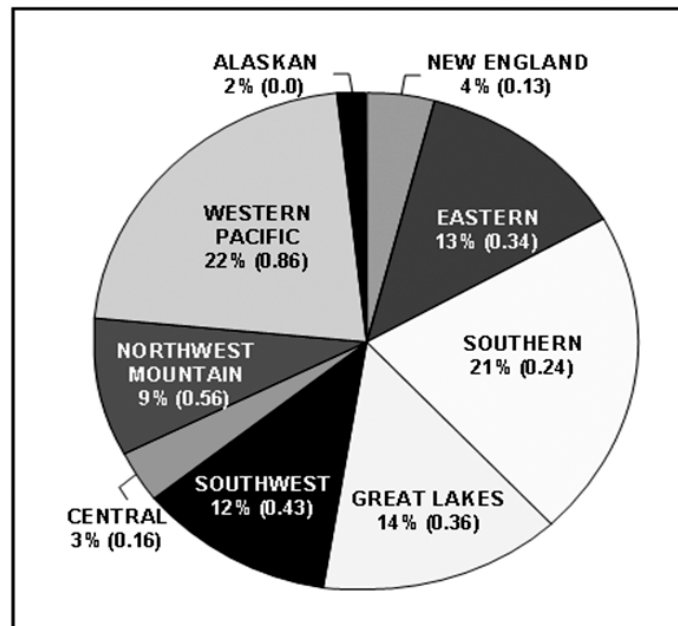 ALASKAN
2% (0.0)
NEW ENGLAND
4% (0.13)
EASTERN
13% (0.34)
SOUTHERN
21% (0.24)
GREAT LAKES
14% (0.36)
SOUTHWEST
12% (0.43)
CENTRAL
3% (0.16)
NORTHWEST
MOUNTAIN
9% (0.56)
WESTERN
PACIFIC
22% (0.86)